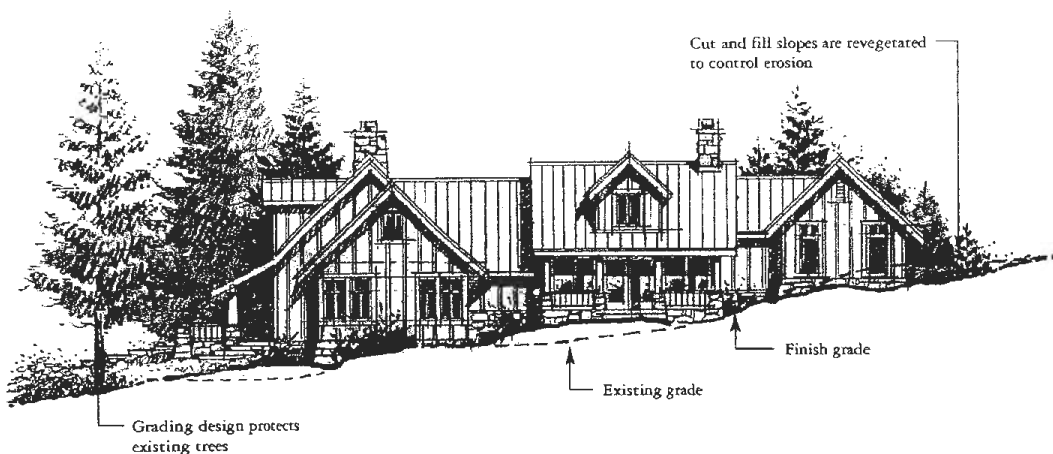 Cut and fill slopes are revegetated
to control erosion
Finish grade
Existing grade
Grading design protects
existing trees